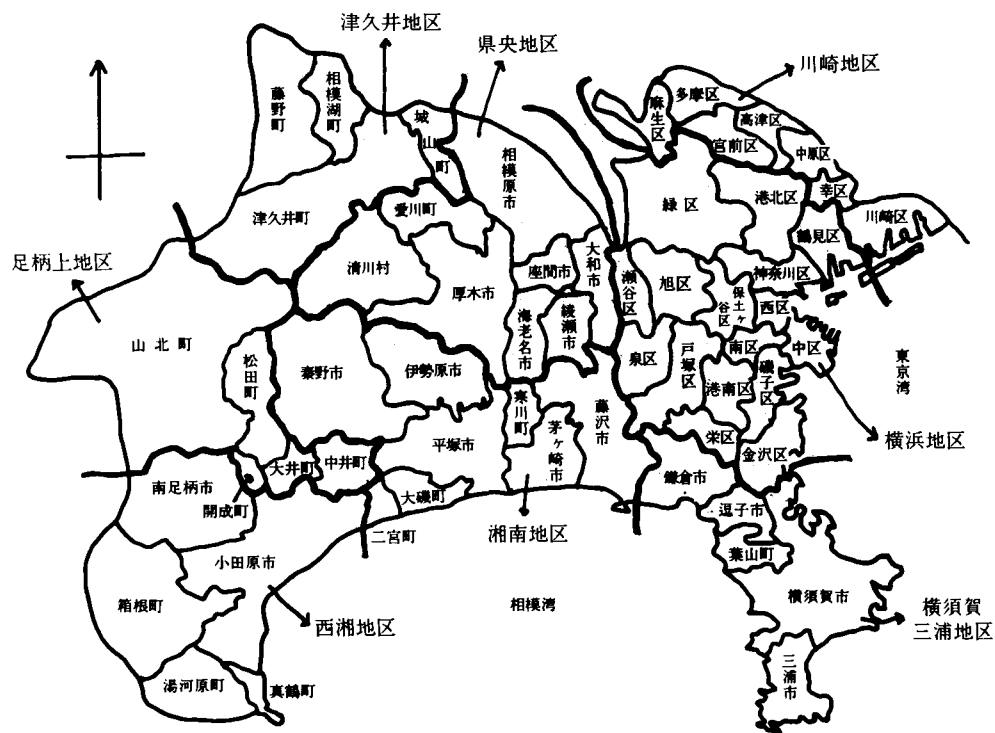 津久井地区
県央地区
川崎地区
藤野町
相模湖町
城山町
相模原市
麻生区
多摩区
高津区
宮前区
中原区
幸区
川崎区
津久井町
愛川町
緑区
港北区
鶴見区
足柄上地区
清川村
厚木市
座間市
大和市
瀬谷区
旭区
神奈川区
保土ヶ谷区
西区
海老名市
綾瀬市
山北町
松田町
秦野市
伊勢原市
泉区
戸塚区
南区
中区
磯子区
港南区
東京湾
寒川町
藤沢市
平塚市
茅ヶ崎市
栄区
金沢区
横浜地区
南足柄市
大井町
中井町
開成町
大磯町
鎌倉市
逗子市
二宮町
湘南地区
葉山町
小田原市
箱根町
西湘地区
相模湾
横須賀市
横須賀
三浦地区
湯河原町
真鶴町
三浦市